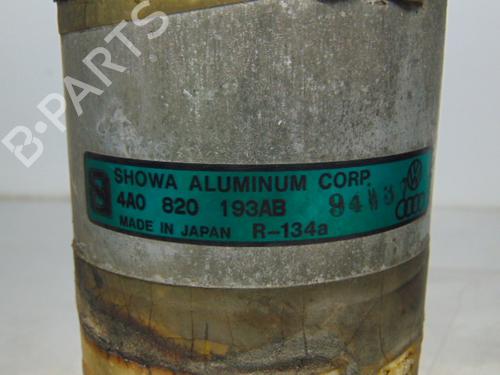 B-PARTS
SHOWA ALUMINUM CORP.
4A0 820 193AB
MADE IN JAPAN R-134a